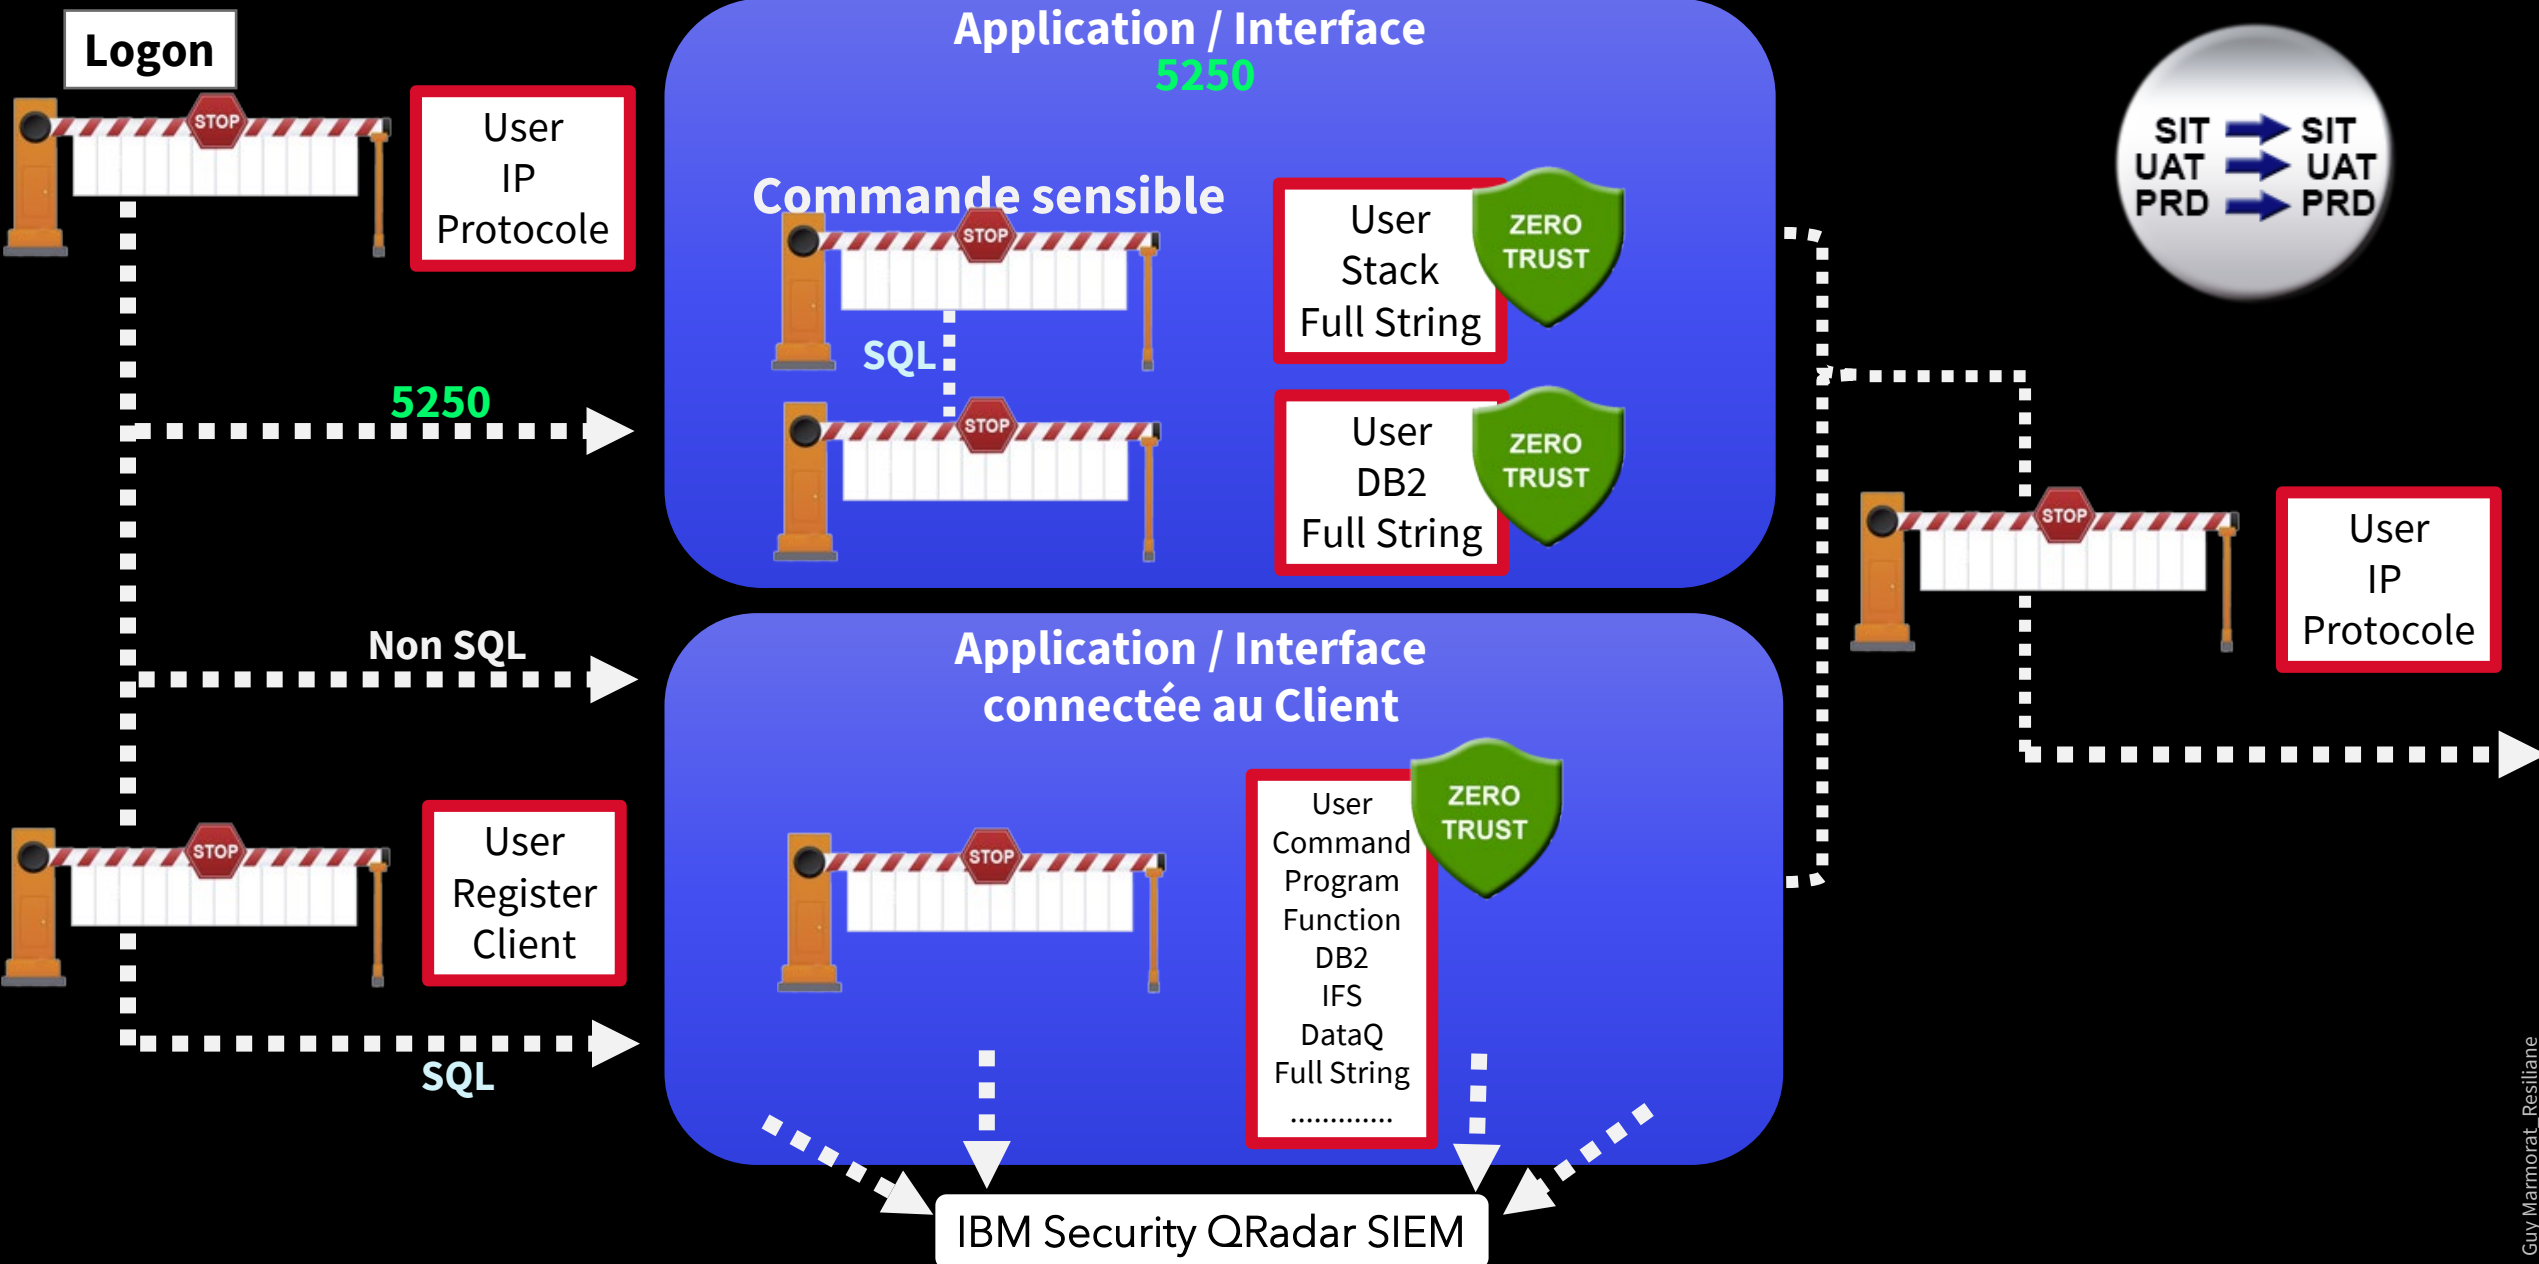 Logon
STOP
User
IP
Protocole
5250
Non SQL
STOP
User
Register
Client
SQL
Application / Interface
5250
Commande sensible
STOP
User
Stack
Full String
ZERO
TRUST
SQL
STOP
User
DB2
Full String
ZERO
TRUST
Application / Interface
connectée au Client
STOP
User
Command
Program
Function
DB2
IFS
DataQ
Full String
.............
ZERO
TRUST
IBM Security QRadar SIEM
SIT SIT
UAT UAT
PRD PRD
STOP
User
IP
Protocole
Guy Marmorat_Resiliane